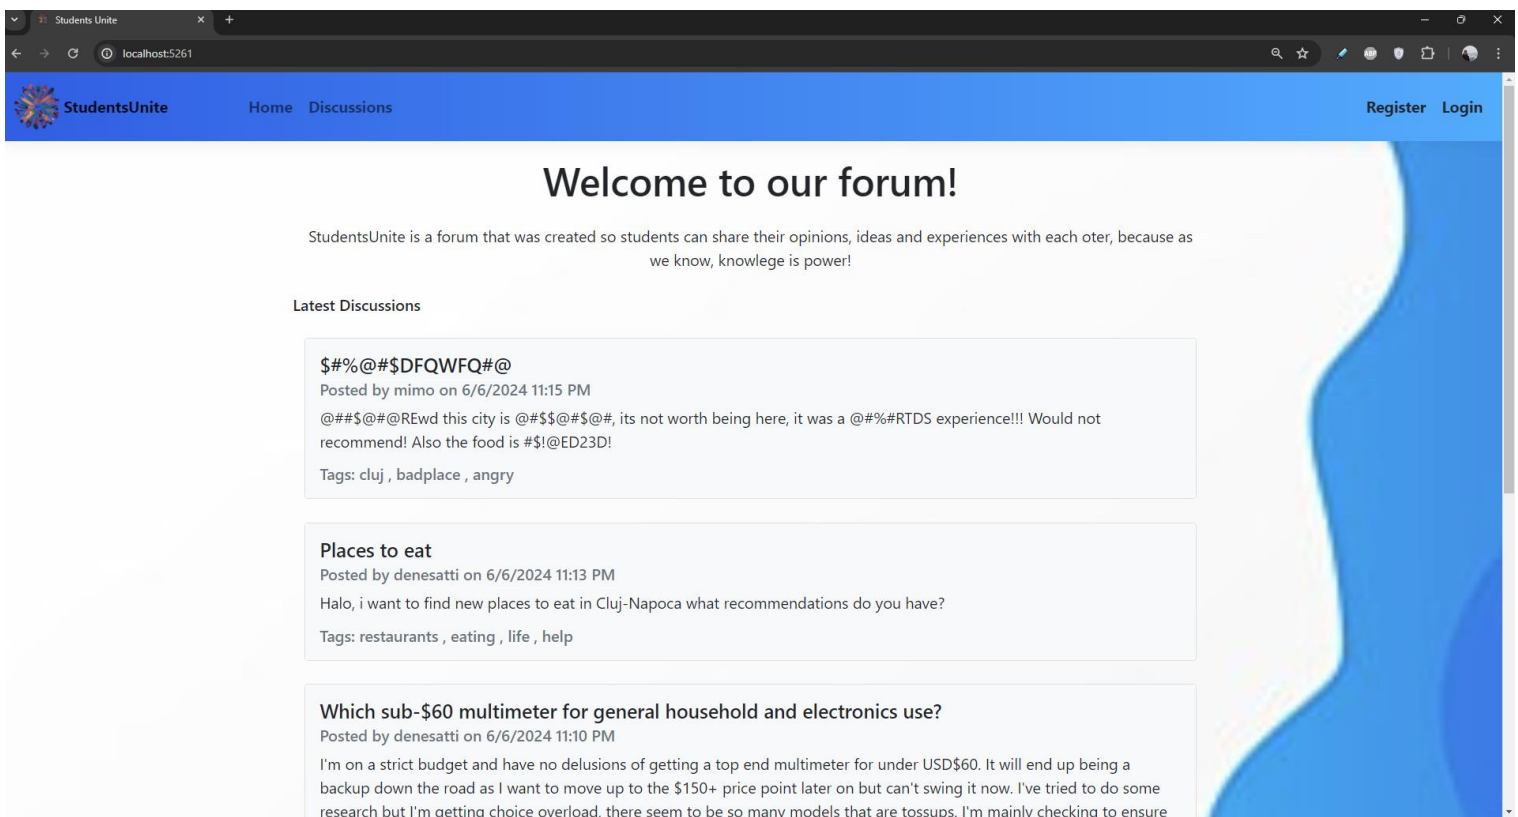 Students Unite
localhost:5261
ABP
StudentsUnite Home Discussions Register Login
Welcome to our forum!
StudentsUnite is a forum that was created so students can share their opinions, ideas and experiences with each oter, because as
we know, knowlege is power!
Latest Discussions
$#%@#$DFQWFQ#@
Posted by mimo on 6/6/2024 11:15 PM
@##$@#@REwd this city is @#$$@#$@#, its not worth being here, it was a @#%#RTDS experience!!! Would not
recommend! Also the food is #$!@ED23D!
Tags: cluj , badplace , angry
Places to eat
Posted by denesatti on 6/6/2024 11:13 PM
Halo, i want to find new places to eat in Cluj-Napoca what recommendations do you have?
Tags: restaurants , eating , life , help
Which sub-$60 multimeter for general household and electronics use?
Posted by denesatti on 6/6/2024 11:10 PM
I'm on a strict budget and have no delusions of getting a top end multimeter for under USD$60. It will end up being a
backup down the road as I want to move up to the $150+ price point later on but can't swing it now. I've tried to do some
research but I'm getting choice overload, there seem to be so many models that are tossups. I'm mainly checking to ensure